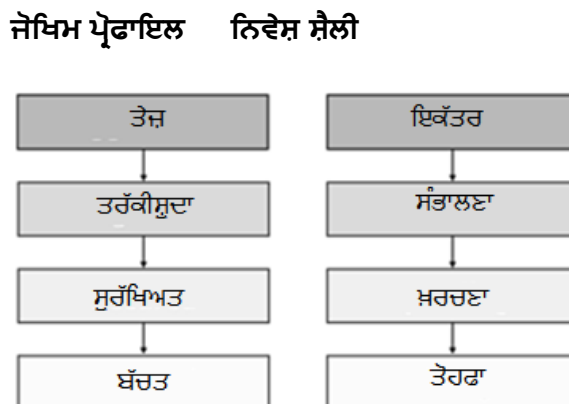 ਜੋਖਿਮ ਪ੍ਰੋਫਾਇਲ ਨਿਵੇਸ਼ ਸ਼ੈਲੀ
ਤੇਜ਼ ਇਕੱਤਰ
ਤਰੱਕੀਸ਼ੁਦਾ ਸੰਭਾਲਣਾ
ਸੁਰੱਖਿਅਤ ਖ਼ਰਚਣਾ
ਬੱਚਤ ਤੋਹਫਾ